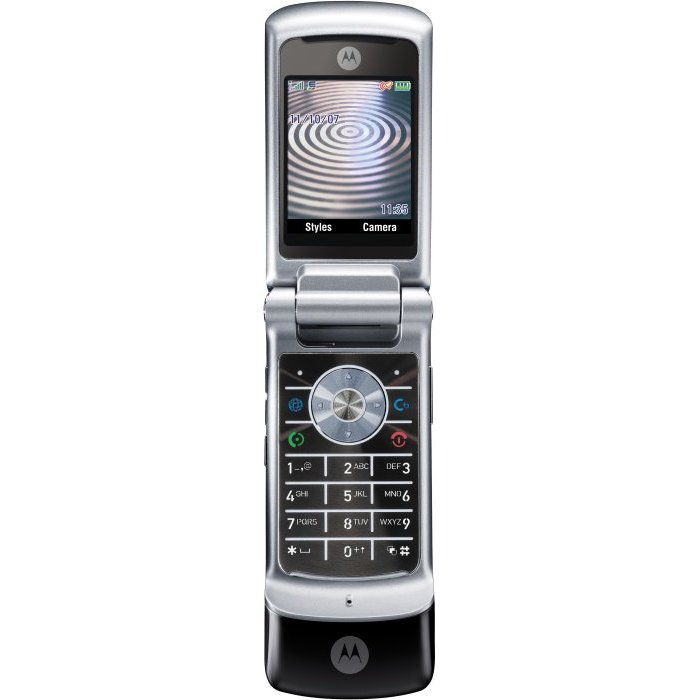 11/10/07
11:35
Styles Camera
1-,@ 2 ABC DEF 3
4 GHI 5 JKL MNO 6
7 PQRS 8 TUV WXYZ 9
* 0+↑ #